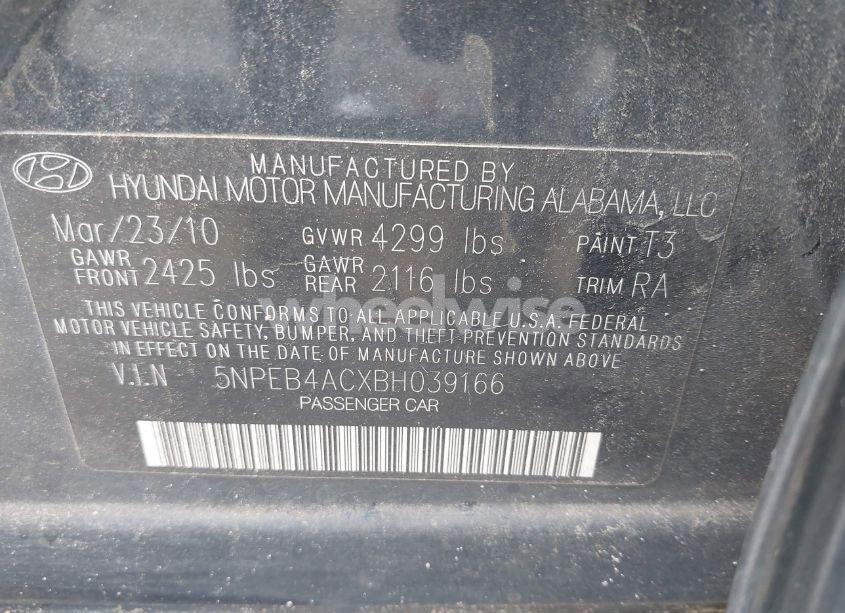 MANUFACTURED BY
HYUNDAI MOTOR MANUFACTURING ALABAMA, LLC
Mar/23/10 GVWR 4299 lbs PAINT T3
GAWR FRONT 2425 lbs GAWR REAR 2116 lbs TRIM RA
THIS VEHICLE CONFORMS TO ALL APPLICABLE U.S.A. FEDERAL
MOTOR VEHICLE SAFETY, BUMPER, AND THEFT PREVENTION STANDARDS
IN EFFECT ON THE DATE OF MANUFACTURE SHOWN ABOVE
V.I.N 5NPEB4ACXBH039166
PASSENGER CAR
wheelwise